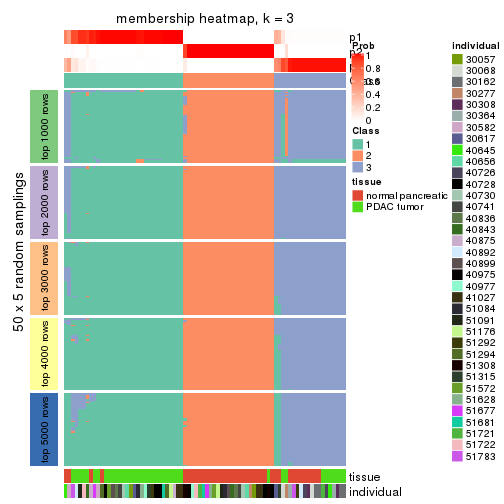 membership heatmap, k = 3
p1
p2
Prob
1
0.8
0.6
0.4
0.2
0
Class
1
2
3
tissue
normal pancreatic
PDAC tumor
50 x 5 random samplings
top 1000 rows
top 2000 rows
top 3000 rows
top 4000 rows
top 5000 rows
tissue
individual
individual
30057
30068
30162
30277
30308
30364
30582
30617
40645
40656
40726
40728
40730
40741
40836
40843
40875
40892
40899
40975
40977
41027
51084
51091
51176
51292
51294
51308
51315
51572
51628
51677
51681
51721
51722
51783